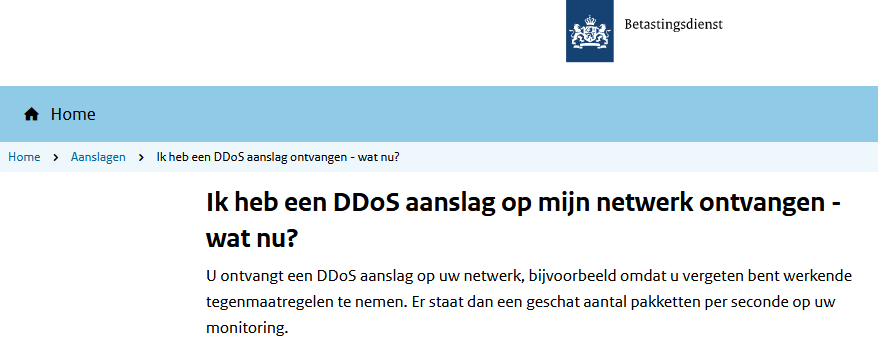 Betastingsdienst
Home
Home > Aanslagen > Ik heb een DDoS aanslag ontvangen - wat nu?
Ik heb een DDoS aanslag op mijn netwerk ontvangen -
wat nu?
U ontvangt een DDoS aanslag op uw netwerk, bijvoorbeeld omdat u vergeten bent werkende
tegenmaatregelen te nemen. Er staat dan een geschat aantal pakketten per seconde op uw
monitoring.